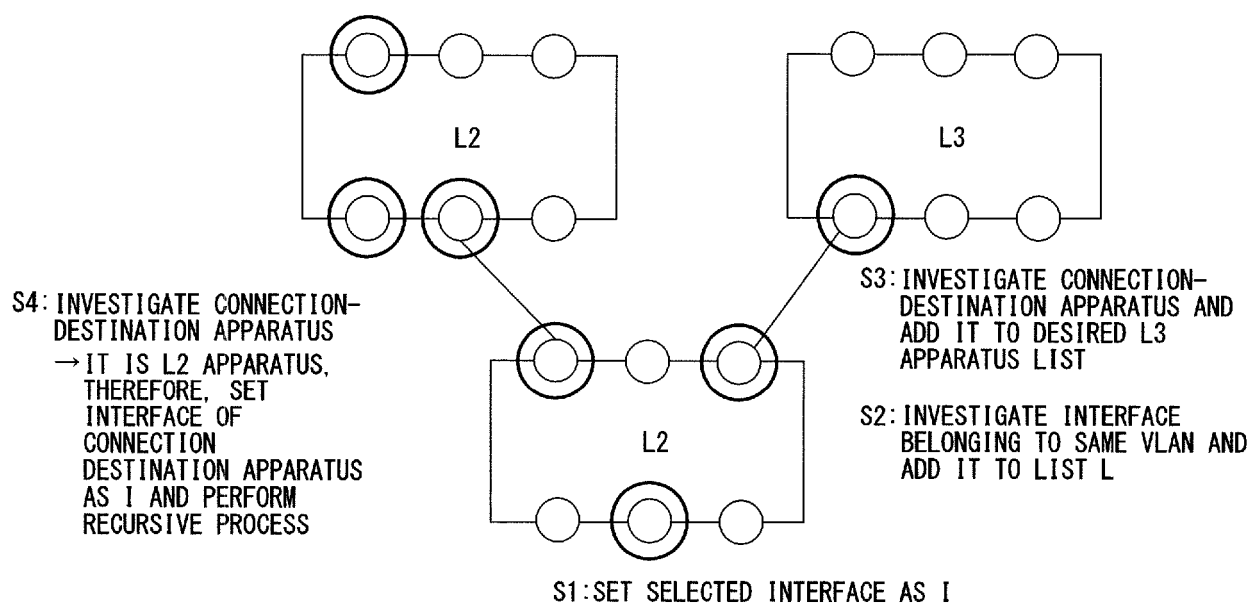 L2
L3
S4:INVESTIGATE CONNECTION-
DESTINATION APPARATUS
→IT IS L2 APPARATUS,
THEREFORE, SET
INTERFACE OF
CONNECTION
DESTINATION APPARATUS
AS I AND PERFORM
RECURSIVE PROCESS
S3:INVESTIGATE CONNECTION-
DESTINATION APPARATUS AND
ADD IT TO DESIRED L3
APPARATUS LIST
L2
S2:INVESTIGATE INTERFACE
BELONGING TO SAME VLAN AND
ADD IT TO LIST L
S1:SET SELECTED INTERFACE AS I